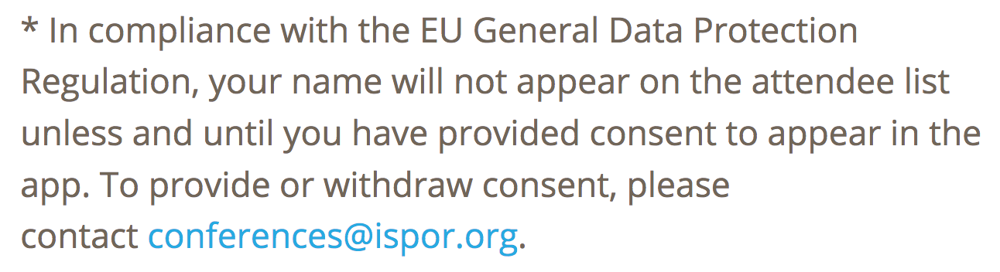 * In compliance with the EU General Data Protection
Regulation, your name will not appear on the attendee list
unless and until you have provided consent to appear in the
app. To provide or withdraw consent, please
contact conferences@ispor.org.